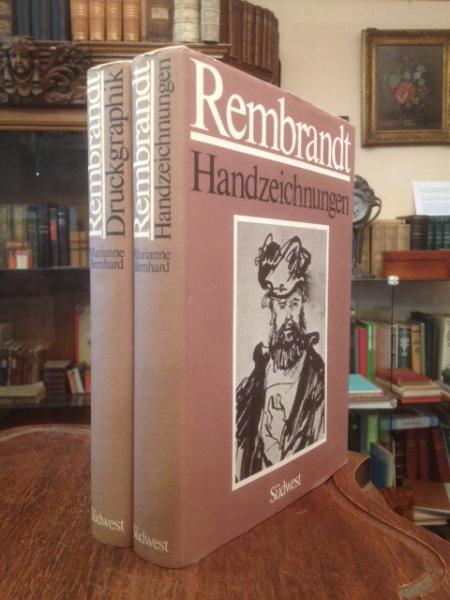 Rembrandt
Druckgraphik
Marianne
Bernhard
Südwest
Rembrandt
Handzeichnungen
Marianne
Bernhard
Südwest
Rembrandt
Handzeichnungen
Südwest